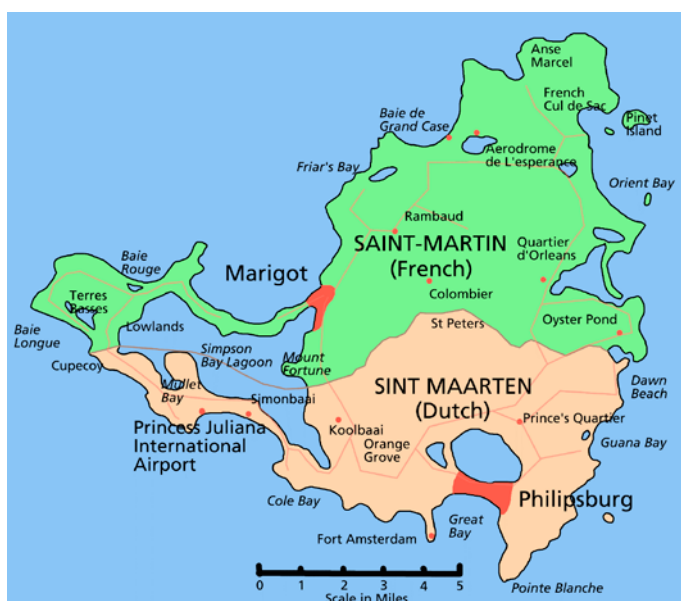 Anse
Marcel
French
Cul de Sac
Baie de
Grand Case
Pinet
Island
Aerodrome
de L'esperance
Friar's Bay
Orient Bay
Rambaud
SAINT-MARTIN
(French)
Quartier
d'Orleans
Baie
Rouge
Marigot
Terres
Basses
Colombier
Lowlands
St Peters
Oyster Pond
Baie
Longue
Simpson
Bay Lagoon
Mount
Fortune
Cupecoy
Mullet
Bay
Simonbaai
SINT MAARTEN
(Dutch)
Dawn
Beach
Princess Juliana
International
Airport
Koolbaai
Orange
Grove
Prince's Quartier
Guana Bay
Cole Bay
Great
Bay
Philipsburg
Fort Amsterdam
Pointe Blanche
0 1 2 3 4 5
Scale in Miles